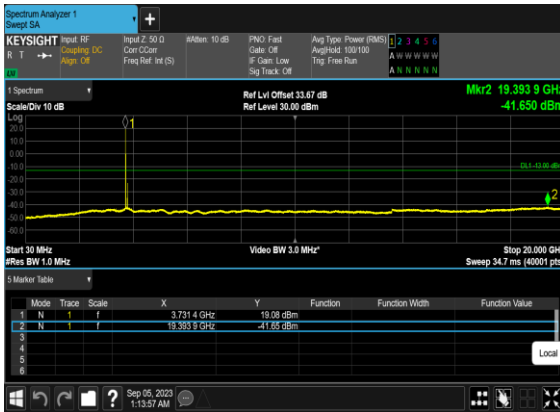 Spectrum Analyzer 1
Swept SA
+
KEYSIGHT Input: RF Input Z: 50 Ω #Atten: 10 dB PNO: Fast Avg Type: Power (RMS) 1 2 3 4 5 6
R T Coupling: DC Corr CCorr Gate: Off Avg|Hold: 100/100 A W W W W W
Align: Off Freq Ref: Int (S) IF Gain: Low Trig: Free Run
LW Sig Track: Off A N N N N N
1 Spectrum Ref Lvl Offset 33.67 dB Mkr2 19.393 9 GHz
Scale/Div 10 dB Ref Level 30.00 dBm -41.650 dBm
Log
1
20.0
10.0
0.00
-10.0
DL1 -13.00 dBm
-20.0
-30.0
-40.0
2
-50.0
-60.0
Start 30 MHz Video BW 3.0 MHz* Stop 20.000 GHz
#Res BW 1.0 MHz Sweep 34.7 ms (40001 pts)
5 Marker Table
Mode Trace Scale X Y Function Function Width Function Value
1 N 1 f 3.731 4 GHz 19.08 dBm
2 N 1 f 19.393 9 GHz -41.65 dBm
3
4
5
6
Local
? Sep 05, 2023
1:13:57 AM